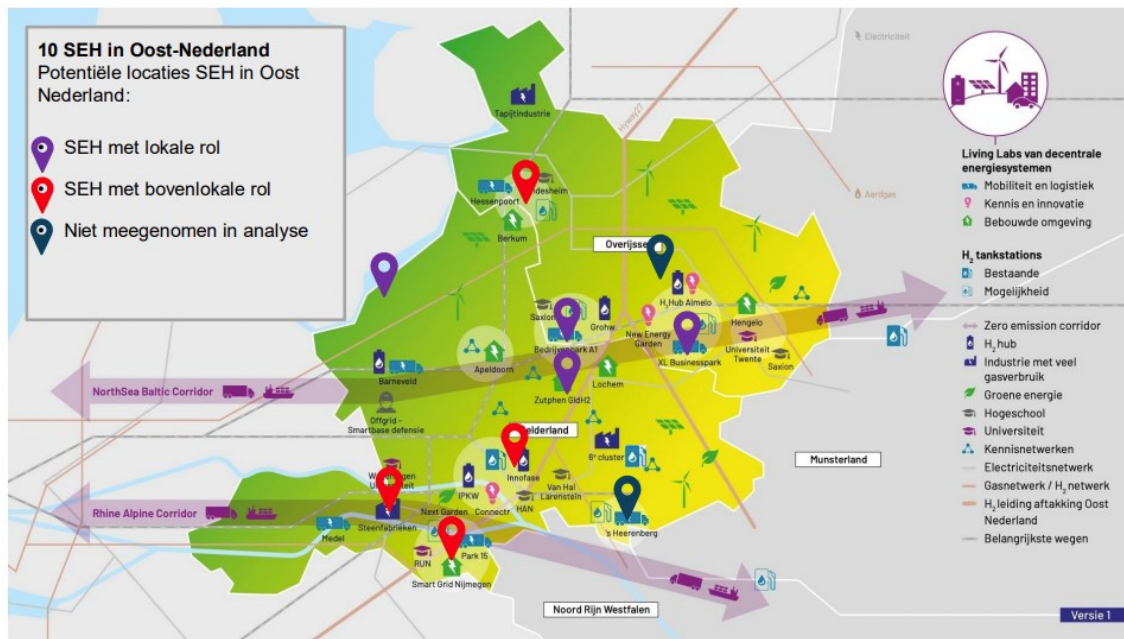 10 SEH in Oost-Nederland
Potentiële locaties SEH in Oost
Nederland:
SEH met lokale rol
SEH met bovenlokale rol
Niet meegenomen in analyse
Electriciteit
Hyway27
Aardgas
Tapijtindustrie
Hessenpoort
Berkum
Overijssel
H₂Hub Almelo
Saxion
Grohw
Bedrijvenpark A1
New Energy
Garden
Hengelo
XL Businesspark
Universiteit
Twente
Saxion
Apeldoorn
Lochem
Zutphen GldH2
Barneveld
NorthSea Baltic Corridor
Offgrid -
Smartbase defensie
Gelderland
6ᵉ cluster
Munsterland
Innofase
IPKW
Van Hal
Larenstein
HAN
Next Garden
Connectr
Rhine Alpine Corridor
Steenfabrieken
Medel
's Heerenberg
Park 15
RUN
Smart Grid Nijmegen
Noord Rijn Westfalen
Living Labs van decentrale
energiesystemen
Mobiliteit en logistiek
Kennis en innovatie
Bebouwde omgeving
H₂ tankstations
Bestaande
Mogelijkheid
Zero emission corridor
H₂ hub
Industrie met veel
gasverbruik
Groene energie
Hogeschool
Universiteit
Kennisnetwerken
Electriciteitsnetwerk
Gasnetwerk / H₂ netwerk
H₂ leiding aftakking Oost
Nederland
Belangrijkste wegen
Versie 1